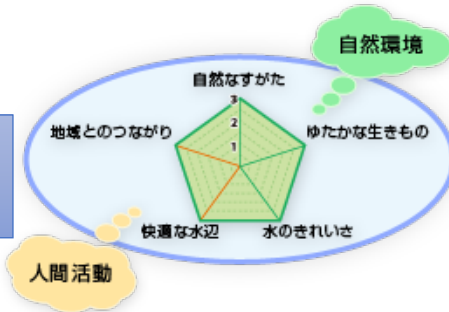 自然環境
自然なすがた
3
2
1
地域とのつながり
ゆたかな生きもの
快適な水辺
水のきれいさ
人間活動